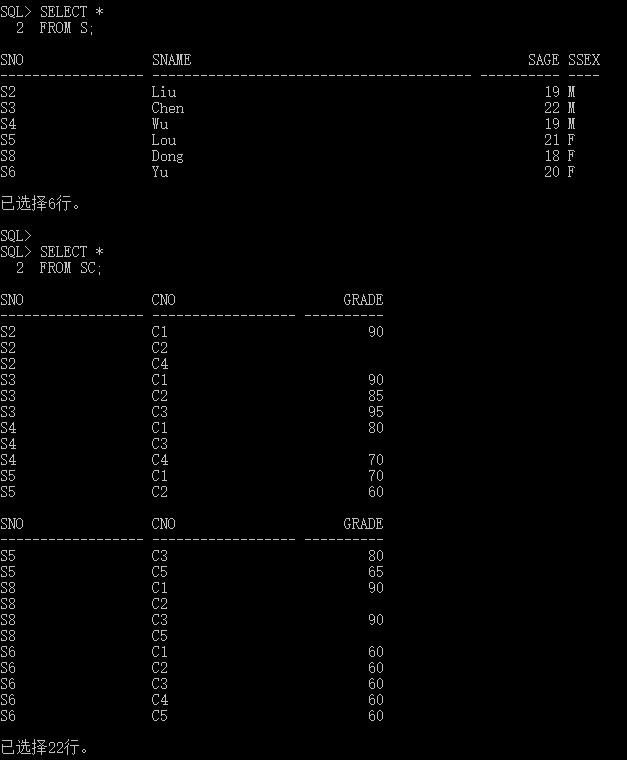 SQL> SELECT *
  2  FROM S;
SNO                SNAME                                          SAGE SSEX
------------------ ---------------------------------------- ---------- ----
S2                 Liu                                              19 M
S3                 Chen                                             22 M
S4                 Wu                                               19 M
S5                 Lou                                              21 F
S8                 Dong                                             18 F
S6                 Yu                                               20 F
已选择6行。
SQL>
SQL> SELECT *
  2  FROM SC;
SNO                CNO                     GRADE
------------------ ------------------ ----------
S2                 C1                         90
S2                 C2
S2                 C4
S3                 C1                         90
S3                 C2                         85
S3                 C3                         95
S4                 C1                         80
S4                 C3
S4                 C4                         70
S5                 C1                         70
S5                 C2                         60
SNO                CNO                     GRADE
------------------ ------------------ ----------
S5                 C3                         80
S5                 C5                         65
S8                 C1                         90
S8                 C2
S8                 C3                         90
S8                 C5
S6                 C1                         60
S6                 C2                         60
S6                 C3                         60
S6                 C4                         60
S6                 C5                         60
已选择22行。